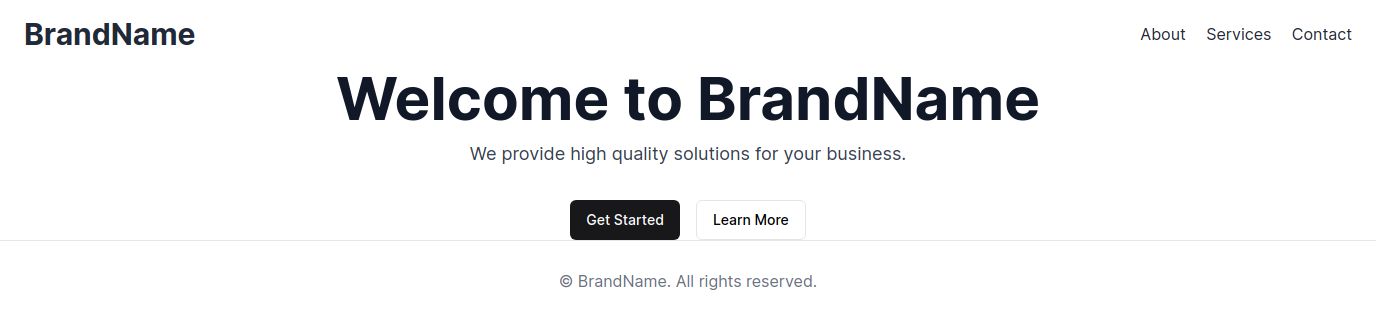 BrandName
About Services Contact
Welcome to BrandName
We provide high quality solutions for your business.
Get Started
Learn More
© BrandName. All rights reserved.